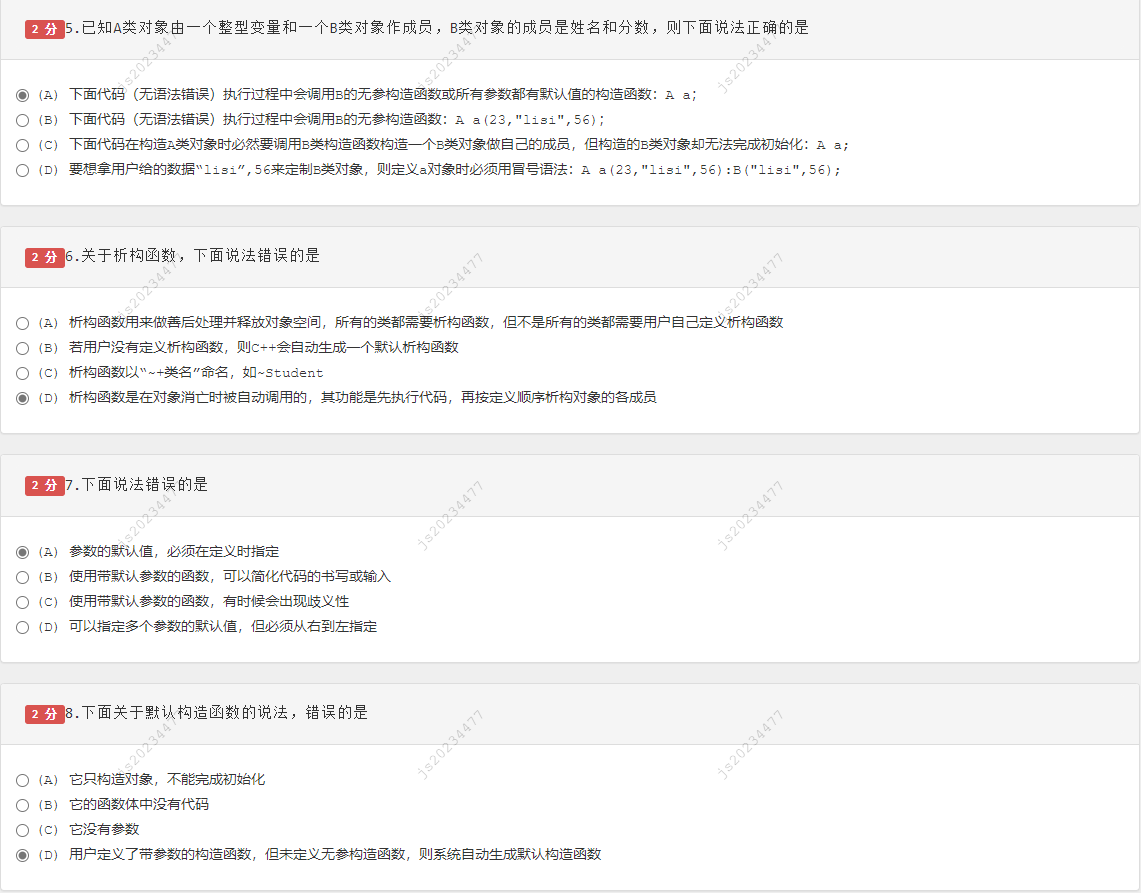 2 分 5.已知A类对象由一个整型变量和一个B类对象作成员，B类对象的成员是姓名和分数，则下面说法正确的是
(A) 下面代码（无语法错误）执行过程中会调用B的无参构造函数或所有参数都有默认值的构造函数：A a;
(B) 下面代码（无语法错误）执行过程中会调用B的无参构造函数：A a(23,"lisi",56);
(C) 下面代码在构造A类对象时必然要调用B类构造函数构造一个B类对象做自己的成员，但构造的B类对象却无法完成初始化：A a;
(D) 要想拿用户给的数据“lisi”,56来定制B类对象，则定义a对象时必须用冒号语法：A a(23,"lisi",56):B("lisi",56);
js20234477 js20234477 js20234477
2 分 6.关于析构函数，下面说法错误的是
(A) 析构函数用来做善后处理并释放对象空间，所有的类都需要析构函数，但不是所有的类都需要用户自己定义析构函数
(B) 若用户没有定义析构函数，则C++会自动生成一个默认析构函数
(C) 析构函数以“~+类名”命名，如~Student
(D) 析构函数是在对象消亡时被自动调用的，其功能是先执行代码，再按定义顺序析构对象的各成员
js20234477 js20234477 js20234477
2 分 7.下面说法错误的是
(A) 参数的默认值，必须在定义时指定
(B) 使用带默认参数的函数，可以简化代码的书写或输入
(C) 使用带默认参数的函数，有时候会出现歧义性
(D) 可以指定多个参数的默认值，但必须从右到左指定
js20234477 js20234477 js20234477
2 分 8.下面关于默认构造函数的说法，错误的是
(A) 它只构造对象，不能完成初始化
(B) 它的函数体中没有代码
(C) 它没有参数
(D) 用户定义了带参数的构造函数，但未定义无参构造函数，则系统自动生成默认构造函数
js20234477 js20234477 js20234477